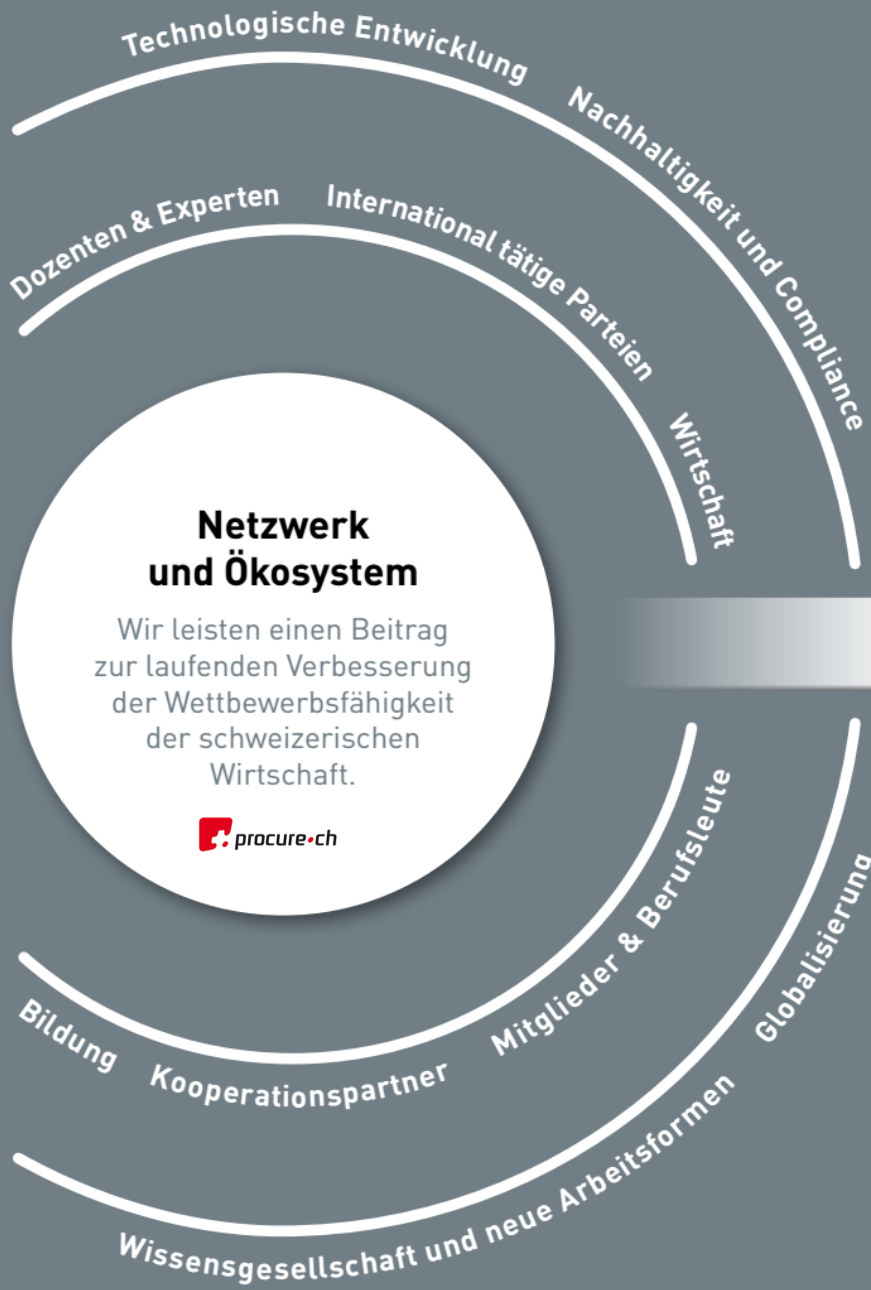 Technologische Entwicklung
Nachhaltigkeit und Compliance
Dozenten & Experten
International tätige Parteien
Wirtschaft
Netzwerk
und Ökosystem
Wir leisten einen Beitrag
zur laufenden Verbesserung
der Wettbewerbsfähigkeit
der schweizerischen
Wirtschaft.
procure•ch
Bildung
Kooperationspartner
Mitglieder & Berufsleute
Wissensgesellschaft und neue Arbeitsformen
Globalisierung